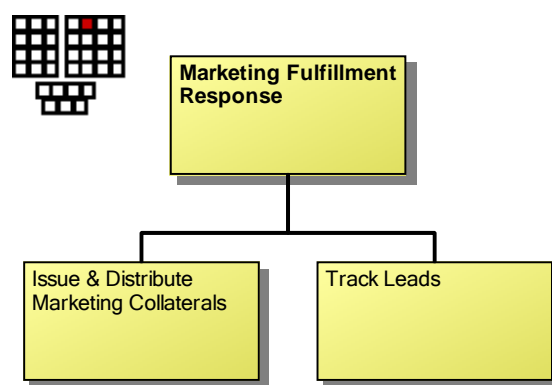 Marketing Fulfillment
Response
Issue & Distribute
Marketing Collaterals
Track Leads